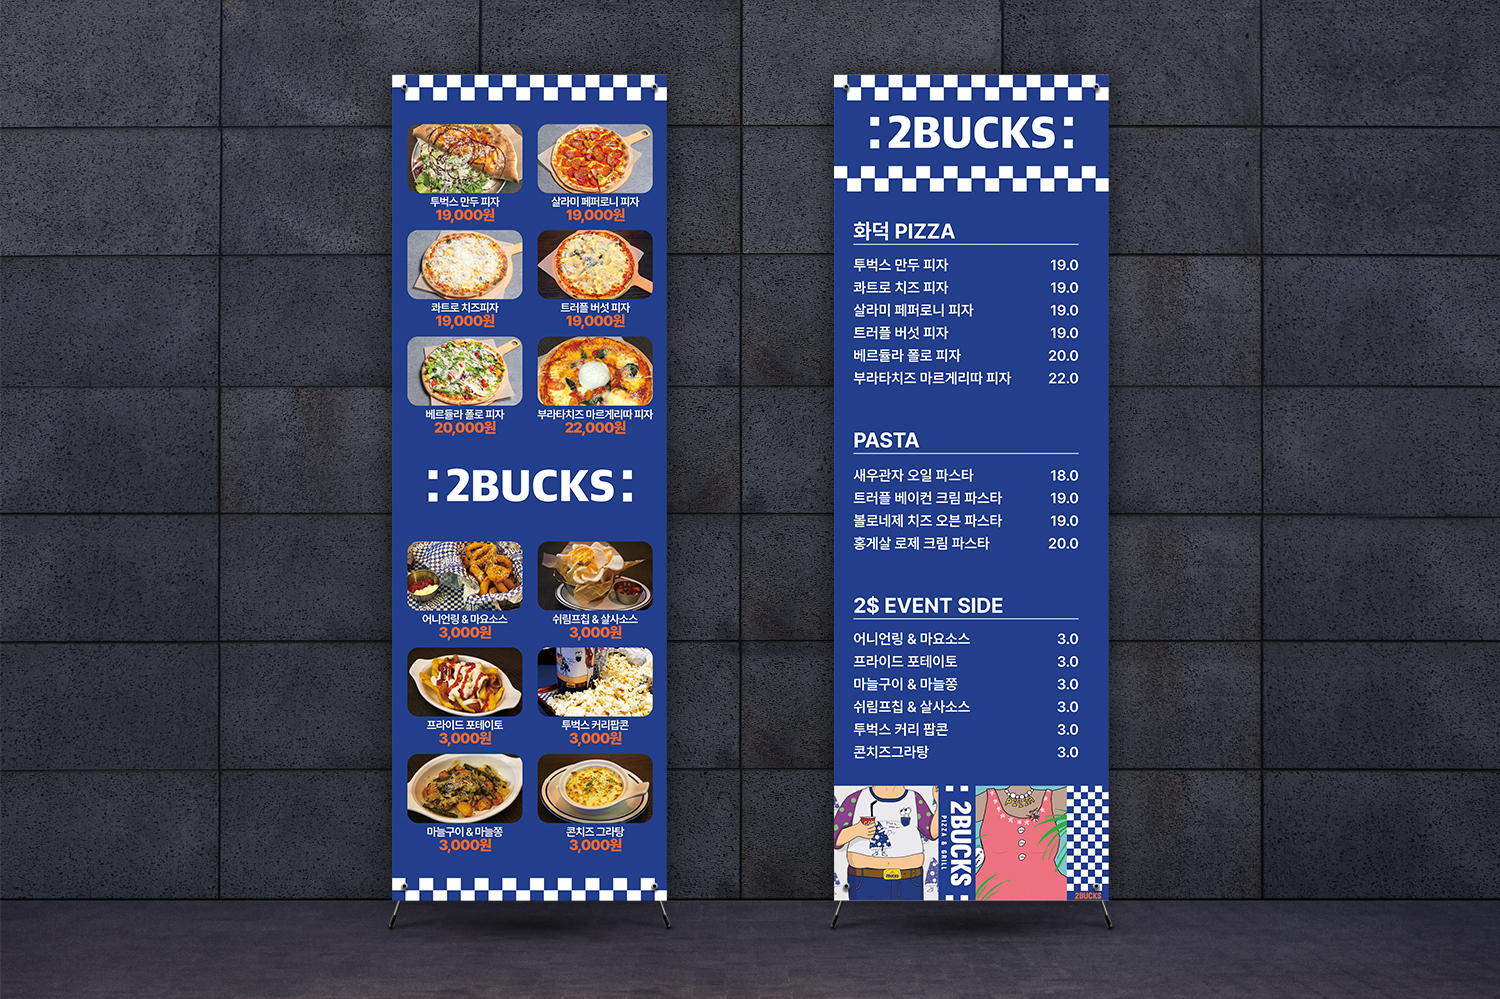 투벅스 만두 피자
19,000원
살라미 페퍼로니 피자
19,000원
콰트로 치즈피자
19,000원
트러플 버섯 피자
19,000원
베르듈라 폴로 피자
20,000원
부라타치즈 마르게리따 피자
22,000원
:2BUCKS:
어니언링 & 마요소스
3,000원
쉬림프칩 & 살사소스
3,000원
프라이드 포테이토
3,000원
투벅스 커리팝콘
3,000원
마늘구이 & 마늘쫑
3,000원
콘치즈 그라탕
3,000원
:2BUCKS:
화덕 PIZZA
투벅스 만두 피자 19.0
콰트로 치즈 피자 19.0
살라미 페퍼로니 피자 19.0
트러플 버섯 피자 19.0
베르듈라 폴로 피자 20.0
부라타치즈 마르게리따 피자 22.0
PASTA
새우관자 오일 파스타 18.0
트러플 베이컨 크림 파스타 19.0
볼로네제 치즈 오븐 파스타 19.0
홍게살 로제 크림 파스타 20.0
2$ EVENT SIDE
어니언링 & 마요소스 3.0
프라이드 포테이토 3.0
마늘구이 & 마늘쫑 3.0
쉬림프칩 & 살사소스 3.0
투벅스 커리 팝콘 3.0
콘치즈그라탕 3.0
:2BUCKS:
PIZZA & GRILL
PIZZA
2BUCKS
2BUCKS